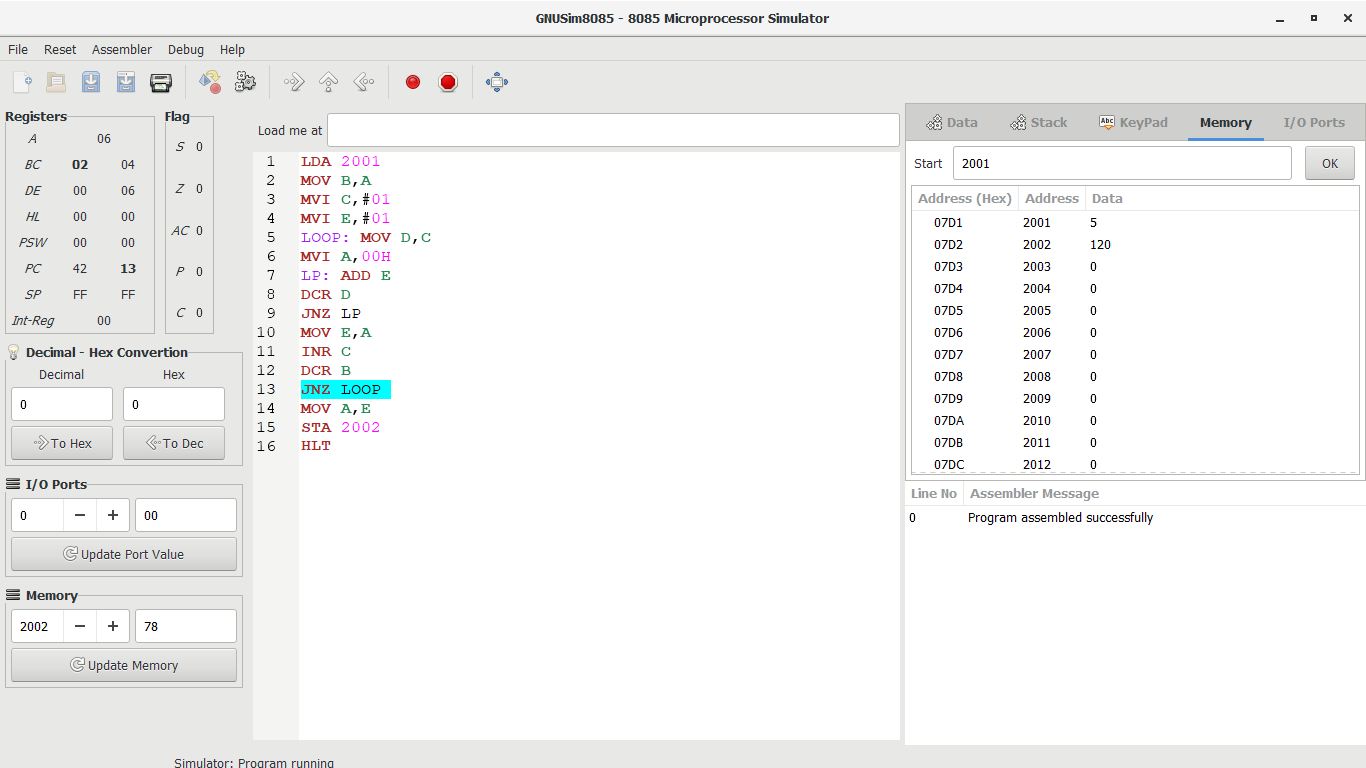 GNUSim8085 - 8085 Microprocessor Simulator
File Reset Assembler Debug Help
Registers
A 06
BC 02 04
DE 00 06
HL 00 00
PSW 00 00
PC 42 13
SP FF FF
Int-Reg 00
Flag
S 0
Z 0
AC 0
P 0
C 0
Decimal - Hex Convertion
Decimal Hex
0 0
To Hex To Dec
I/O Ports
0 − + 00
Update Port Value
Memory
2002 − + 78
Update Memory
Load me at
1 LDA 2001
2 MOV B,A
3 MVI C,#01
4 MVI E,#01
5 LOOP: MOV D,C
6 MVI A,00H
7 LP: ADD E
8 DCR D
9 JNZ LP
10 MOV E,A
11 INR C
12 DCR B
13 JNZ LOOP
14 MOV A,E
15 STA 2002
16 HLT
Data Stack Abc KeyPad Memory I/O Ports
Start 2001 OK
Address (Hex) Address Data
07D1 2001 5
07D2 2002 120
07D3 2003 0
07D4 2004 0
07D5 2005 0
07D6 2006 0
07D7 2007 0
07D8 2008 0
07D9 2009 0
07DA 2010 0
07DB 2011 0
07DC 2012 0
Line No Assembler Message
0 Program assembled successfully
Simulator: Program running